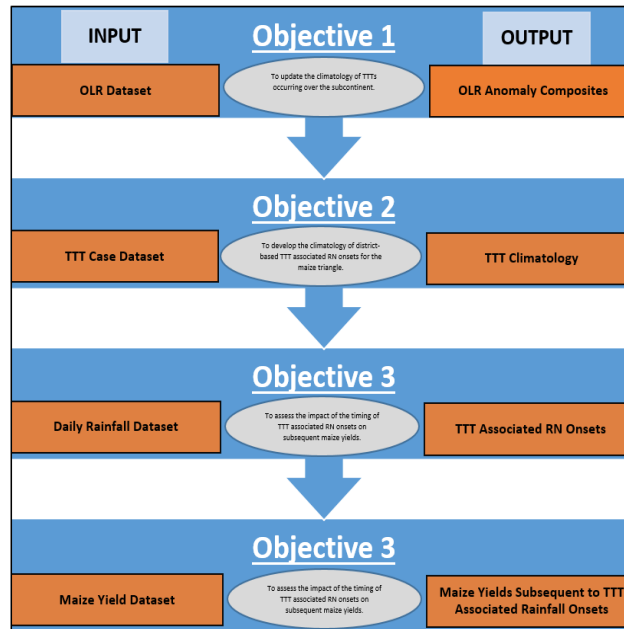 INPUT
Objective 1
OUTPUT
OLR Dataset
To update the climatology of TTTs
occurring over the subcontinent.
OLR Anomaly Composites
Objective 2
TTT Case Dataset
To develop the climatology of district-
based TTT associated RN onsets for the
maize triangle.
TTT Climatology
Objective 3
Daily Rainfall Dataset
To assess the impact of the timing of
TTT associated RN onsets on
subsequent maize yields.
TTT Associated RN Onsets
Objective 3
Maize Yield Dataset
To assess the impact of the timing of
TTT associated RN onsets on
subsequent maize yields.
Maize Yields Subsequent to TTT
Associated Rainfall Onsets